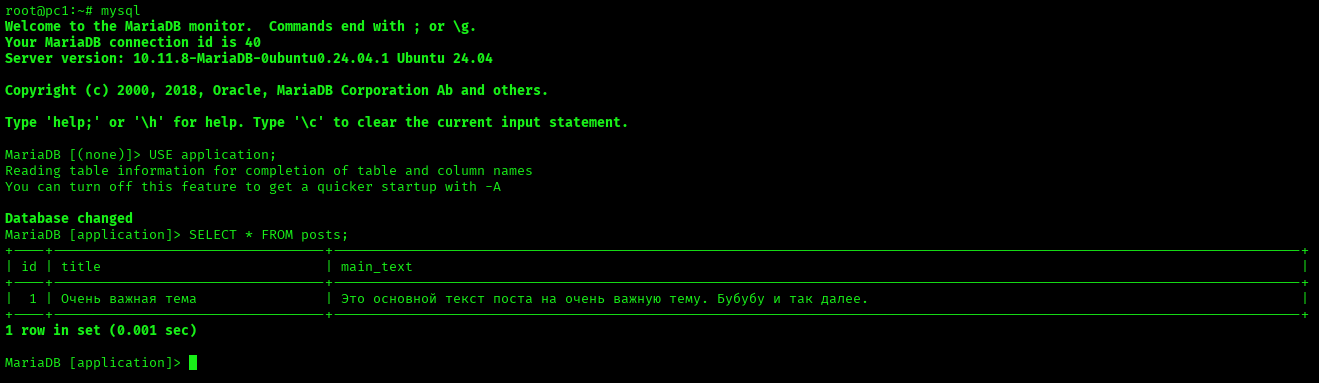 root@pc1:~# mysql
Welcome to the MariaDB monitor.  Commands end with ; or \g.
Your MariaDB connection id is 40
Server version: 10.11.8-MariaDB-0ubuntu0.24.04.1 Ubuntu 24.04
Copyright (c) 2000, 2018, Oracle, MariaDB Corporation Ab and others.
Type 'help;' or '\h' for help. Type '\c' to clear the current input statement.
MariaDB [(none)]> USE application;
Reading table information for completion of table and column names
You can turn off this feature to get a quicker startup with -A
Database changed
MariaDB [application]> SELECT * FROM posts;
| id | title | main_text |
| 1 | Очень важная тема | Это основной текст поста на очень важную тему. Бубубу и так далее. |
1 row in set (0.001 sec)
MariaDB [application]>